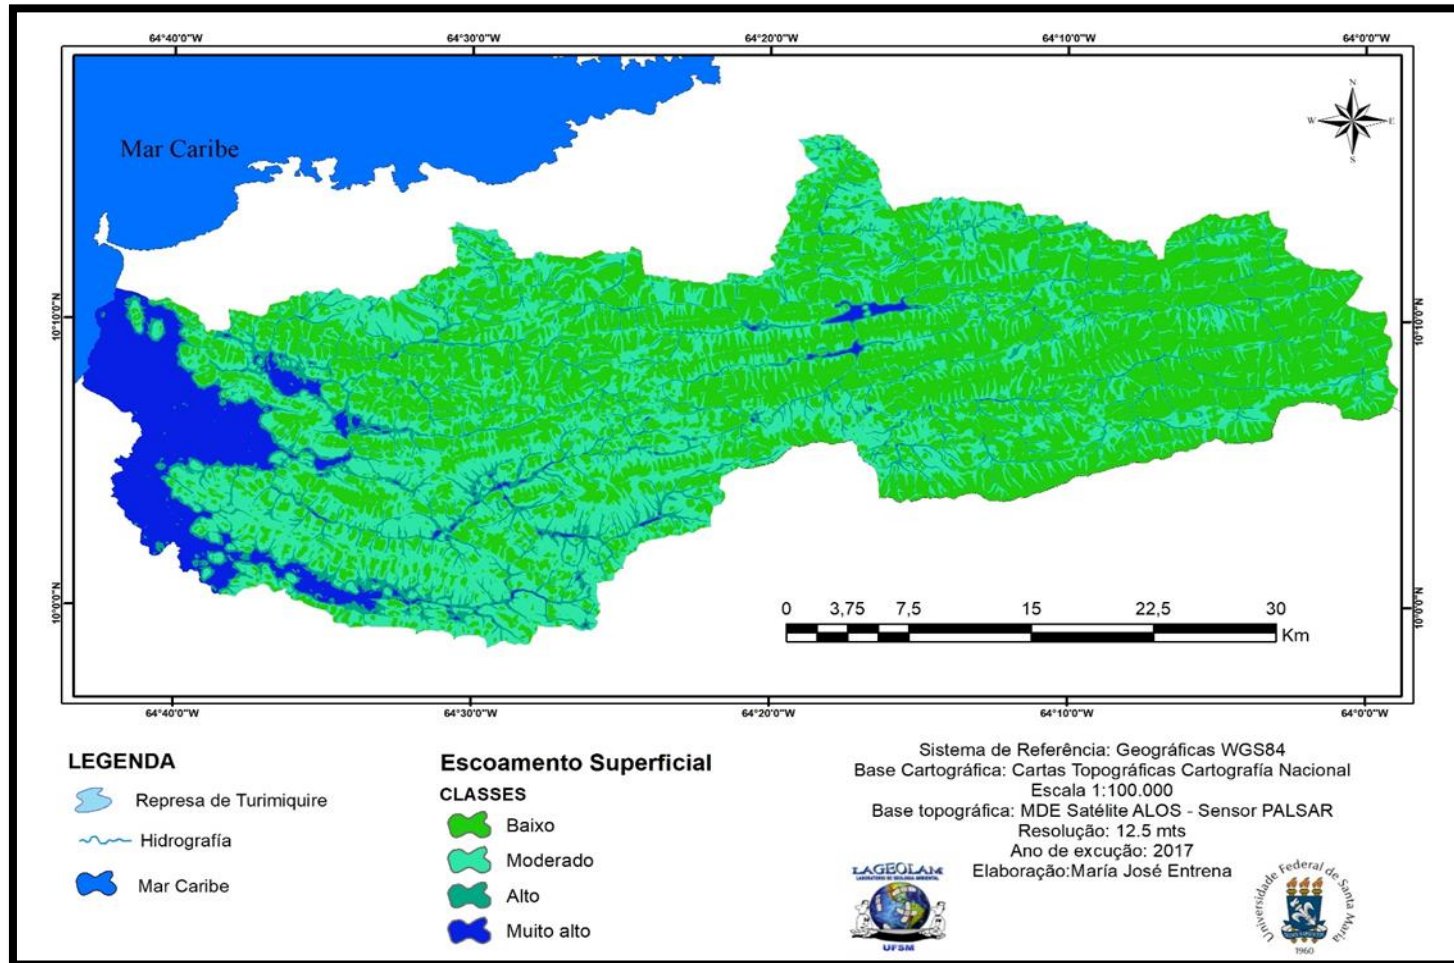 64°40'0"W 64°30'0"W 64°20'0"W 64°10'0"W 64°0'0"W
N
W E
S
Mar Caribe
10°10'0"N 10°10'0"N
10°0'0"N 10°0'0"N
0 3,75 7,5 15 22,5 30
Km
64°40'0"W 64°30'0"W 64°20'0"W 64°10'0"W 64°0'0"W
LEGENDA
Represa de Turimiquire
Hidrografía
Mar Caribe
Escoamento Superficial
CLASSES
Baixo
Moderado
Alto
Muito alto
Sistema de Referência: Geográficas WGS84
Base Cartográfica: Cartas Topográficas Cartografía Nacional
Escala 1:100.000
Base topográfica: MDE Satélite ALOS - Sensor PALSAR
Resolução: 12.5 mts
Ano de excução: 2017
Elaboração:María José Entrena
LAGEOLAM
LABORATÓRIO DE GEOLOGIA AMBIENTAL
UFSM
Universidade Federal de Santa Maria
1960